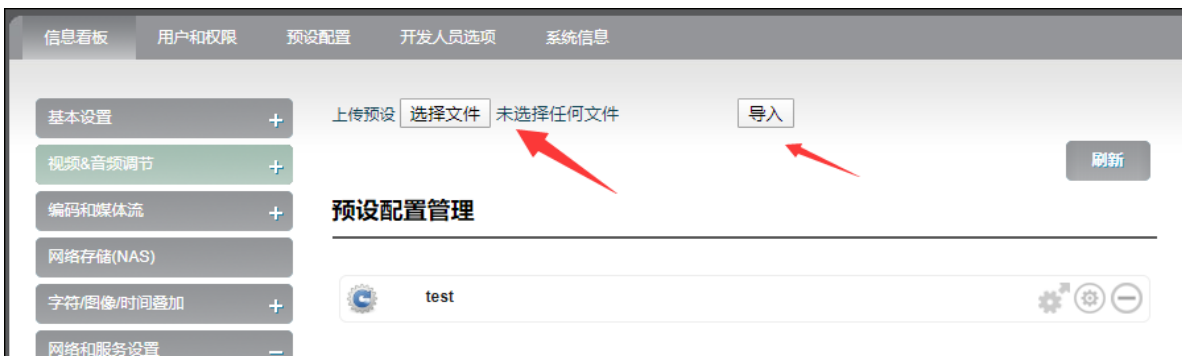 信息看板 用户和权限 预设配置 开发人员选项 系统信息
基本设置
视频&音频调节
编码和媒体流
网络存储(NAS)
字符/图像/时间叠加
网络和服务设置
上传预设 选择文件 未选择任何文件 导入
刷新
预设配置管理
test